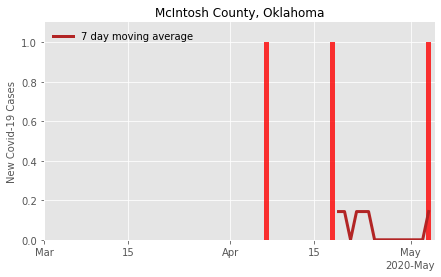 McIntosh County, Oklahoma
7 day moving average
New Covid-19 Cases
1.0
0.8
0.6
0.4
0.2
0.0
Mar 15 Apr 15 May
2020-May